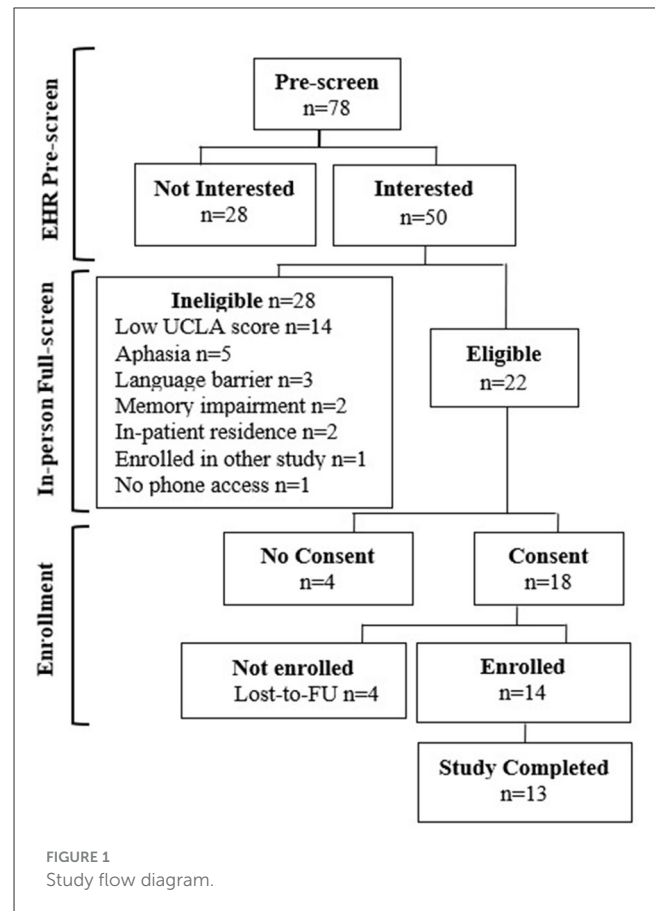 EHR Pre-screen
Pre-screen
n=78
Not Interested
n=28
Interested
n=50
In-person Full-screen
Ineligible n=28
Low UCLA score n=14
Aphasia n=5
Language barrier n=3
Memory impairment n=2
In-patient residence n=2
Enrolled in other study n=1
No phone access n=1
Eligible
n=22
Enrollment
No Consent
n=4
Consent
n=18
Not enrolled
Lost-to-FU n=4
Enrolled
n=14
Study Completed
n=13
FIGURE 1
Study flow diagram.